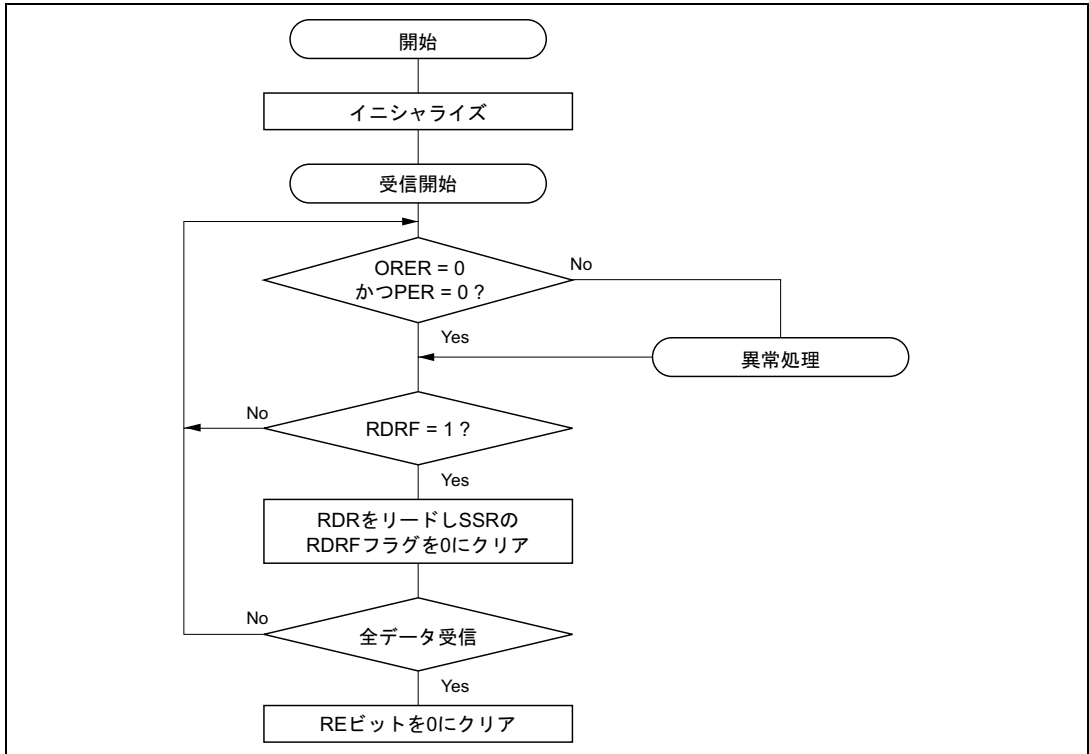 開始
イニシャライズ
受信開始
ORER = 0
かつPER = 0 ?
No
Yes
異常処理
No
RDRF = 1 ?
Yes
RDRをリードしSSRの
RDRFフラグを0にクリア
No
全データ受信
Yes
REビットを0にクリア